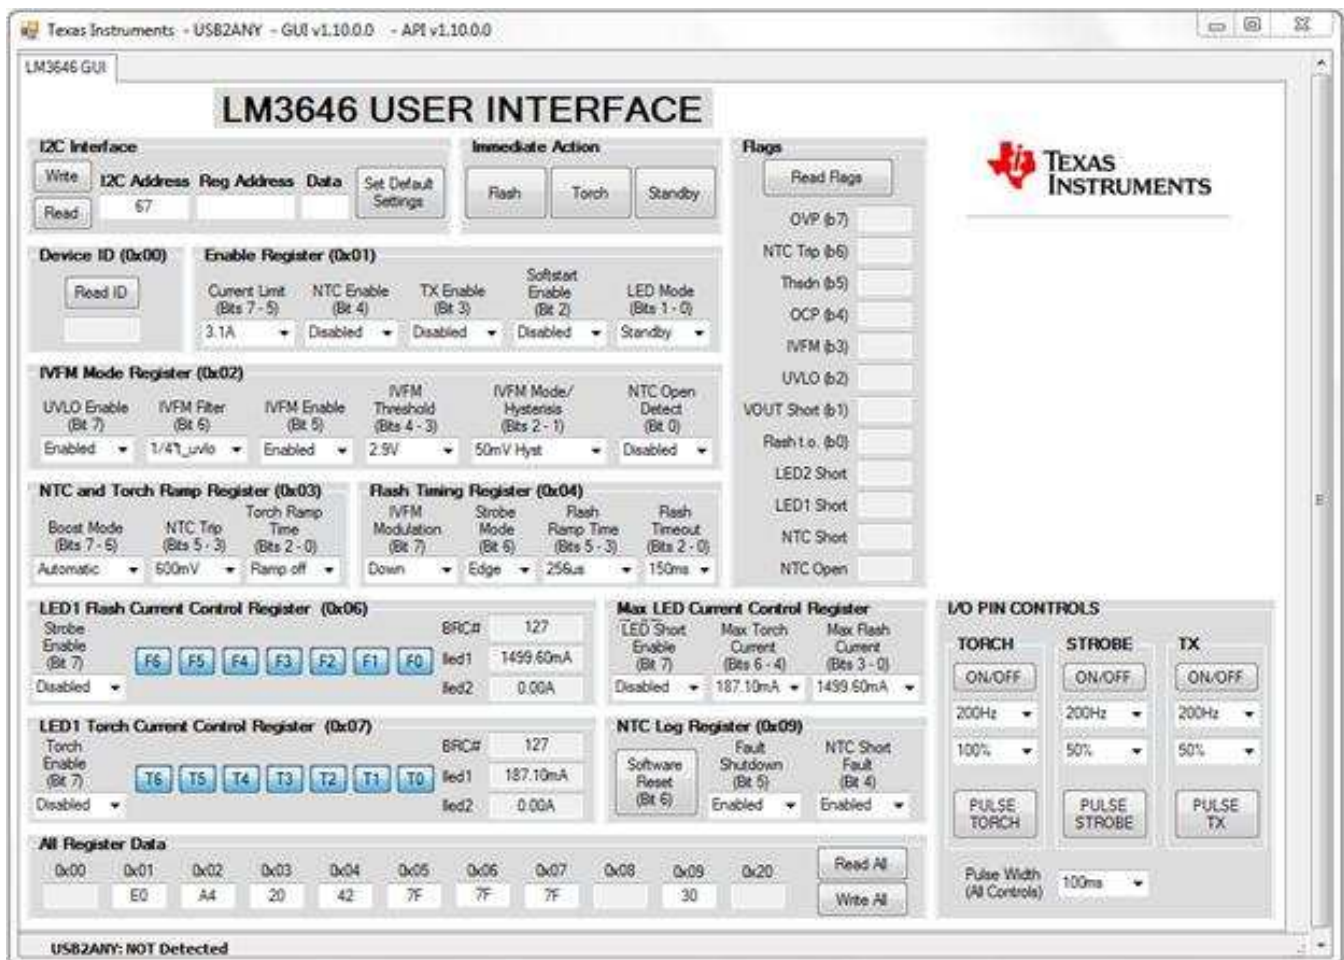 Texas Instruments - USB2ANY - GUI v1.10.0.0 - API v1.10.0.0
LM3646 GUI
LM3646 USER INTERFACE
TEXAS
INSTRUMENTS
I2C Interface
Write
Read
I2C Address Reg Address Data
67
Set Default
Settings
Immediate Action
Flash Torch Standby
Flags
Read Flags
OVP (b7)
NTC Trip (b6)
Thsdn (b5)
OCP (b4)
IVFM (b3)
UVLO (b2)
VOUT Short (b1)
Flash t.o. (b0)
LED2 Short
LED1 Short
NTC Short
NTC Open
Device ID (0x00)
Read ID
Enable Register (0x01)
Current Limit
(Bits 7 - 5)
3.1A
NTC Enable
(Bit 4)
Disabled
TX Enable
(Bit 3)
Disabled
Softstart
Enable
(Bit 2)
Disabled
LED Mode
(Bits 1 - 0)
Standby
IVFM Mode Register (0x02)
UVLO Enable
(Bit 7)
Enabled
IVFM Filter
(Bit 6)
1/4*t_uvlo
IVFM Enable
(Bit 5)
Enabled
IVFM
Threshold
(Bits 4 - 3)
2.9V
IVFM Mode/
Hysterisis
(Bits 2 - 1)
50mV Hyst
NTC Open
Detect
(Bit 0)
Disabled
NTC and Torch Ramp Register (0x03)
Boost Mode
(Bits 7 - 6)
Automatic
NTC Trip
(Bits 5 - 3)
600mV
Torch Ramp
Time
(Bits 2 - 0)
Ramp off
Flash Timing Register (0x04)
IVFM
Modulation
(Bit 7)
Down
Strobe
Mode
(Bit 6)
Edge
Flash
Ramp Time
(Bits 5 - 3)
256us
Flash
Timeout
(Bits 2 - 0)
150ms
LED1 Flash Current Control Register (0x06)
Strobe
Enable
(Bit 7)
Disabled
F6 F5 F4 F3 F2 F1 F0
BRC# 127
Iled1 1499.60mA
Iled2 0.00A
Max LED Current Control Register
LED Short
Enable
(Bit 7)
Disabled
Max Torch
Current
(Bits 6 - 4)
187.10mA
Max Flash
Current
(Bits 3 - 0)
1499.60mA
LED1 Torch Current Control Register (0x07)
Torch
Enable
(Bit 7)
Disabled
T6 T5 T4 T3 T2 T1 T0
BRC# 127
Iled1 187.10mA
Iled2 0.00A
NTC Log Register (0x09)
Software
Reset
(Bit 6)
Fault
Shutdown
(Bit 5)
Enabled
NTC Short
Fault
(Bit 4)
Enabled
I/O PIN CONTROLS
TORCH STROBE TX
ON/OFF ON/OFF ON/OFF
200Hz 200Hz 200Hz
100% 50% 50%
PULSE
TORCH
PULSE
STROBE
PULSE
TX
Pulse Width
(All Controls)
100ms
All Register Data
0x00 0x01 0x02 0x03 0x04 0x05 0x06 0x07 0x08 0x09 0x20
E0 A4 20 42 7F 7F 7F 30
Read All
Write All
USB2ANY: NOT Detected